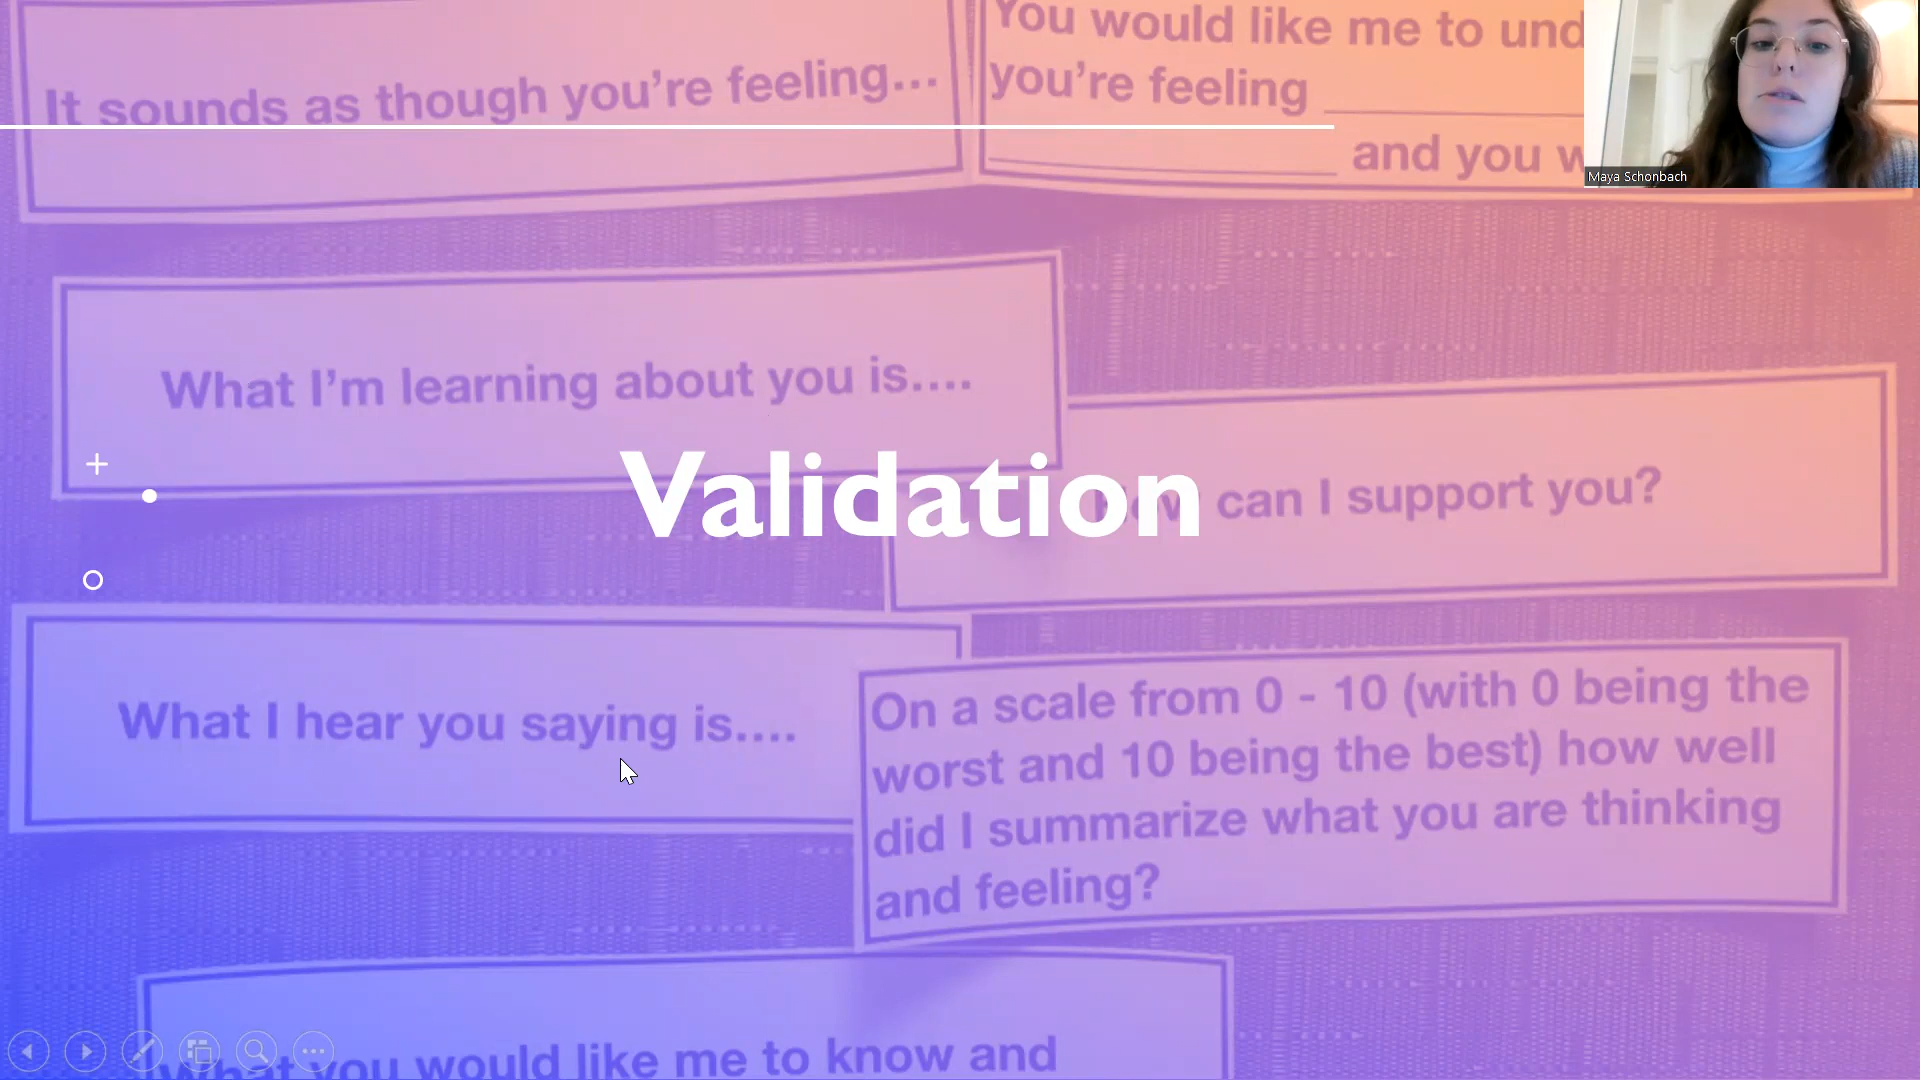 It sounds as though you're feeling...
You would like me to und
you're feeling
and you w
Maya Schonbach
What I'm learning about you is....
Validation
can I support you?
What I hear you saying is....
On a scale from 0 - 10 (with 0 being the
worst and 10 being the best) how well
did I summarize what you are thinking
and feeling?
What you would like me to know and